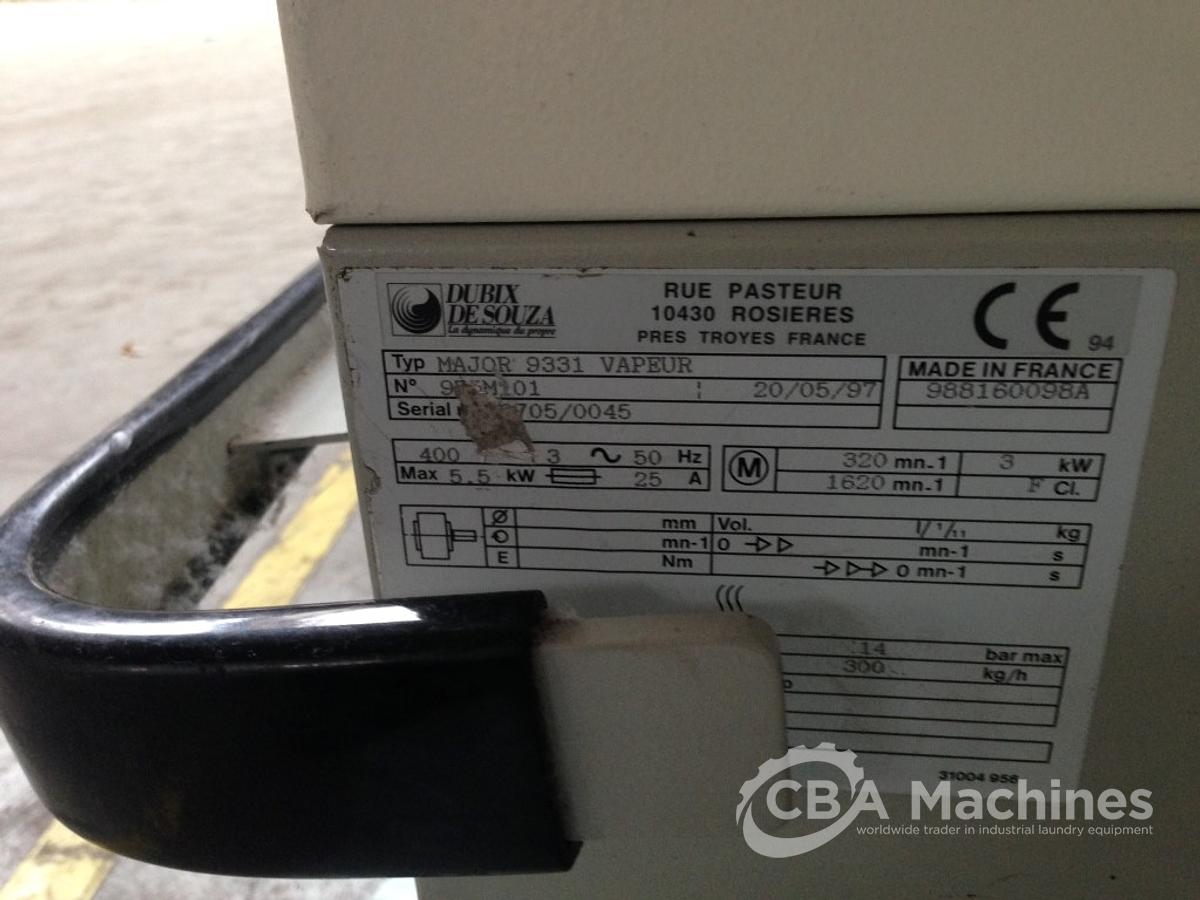 DUBIX
DE SOUZA
La dynamique du propre
RUE PASTEUR
10430 ROSIERES
PRES TROYES FRANCE
CE 94
Typ MAJOR 9331 VAPEUR
MADE IN FRANCE
N° 20/05/97
988160098A
Serial 705/0045
400 3 ~ 50 Hz
Max 5.5 kW 25 A
M 320 mn-1 3 kW
1620 mn-1 F Cl.
Ø mm Vol. kg
mn-1 0 mn-1 s
E Nm 0 mn-1 s
14 bar max
300 kg/h
31004 956
CBA Machines
worldwide trader in industrial laundry equipment